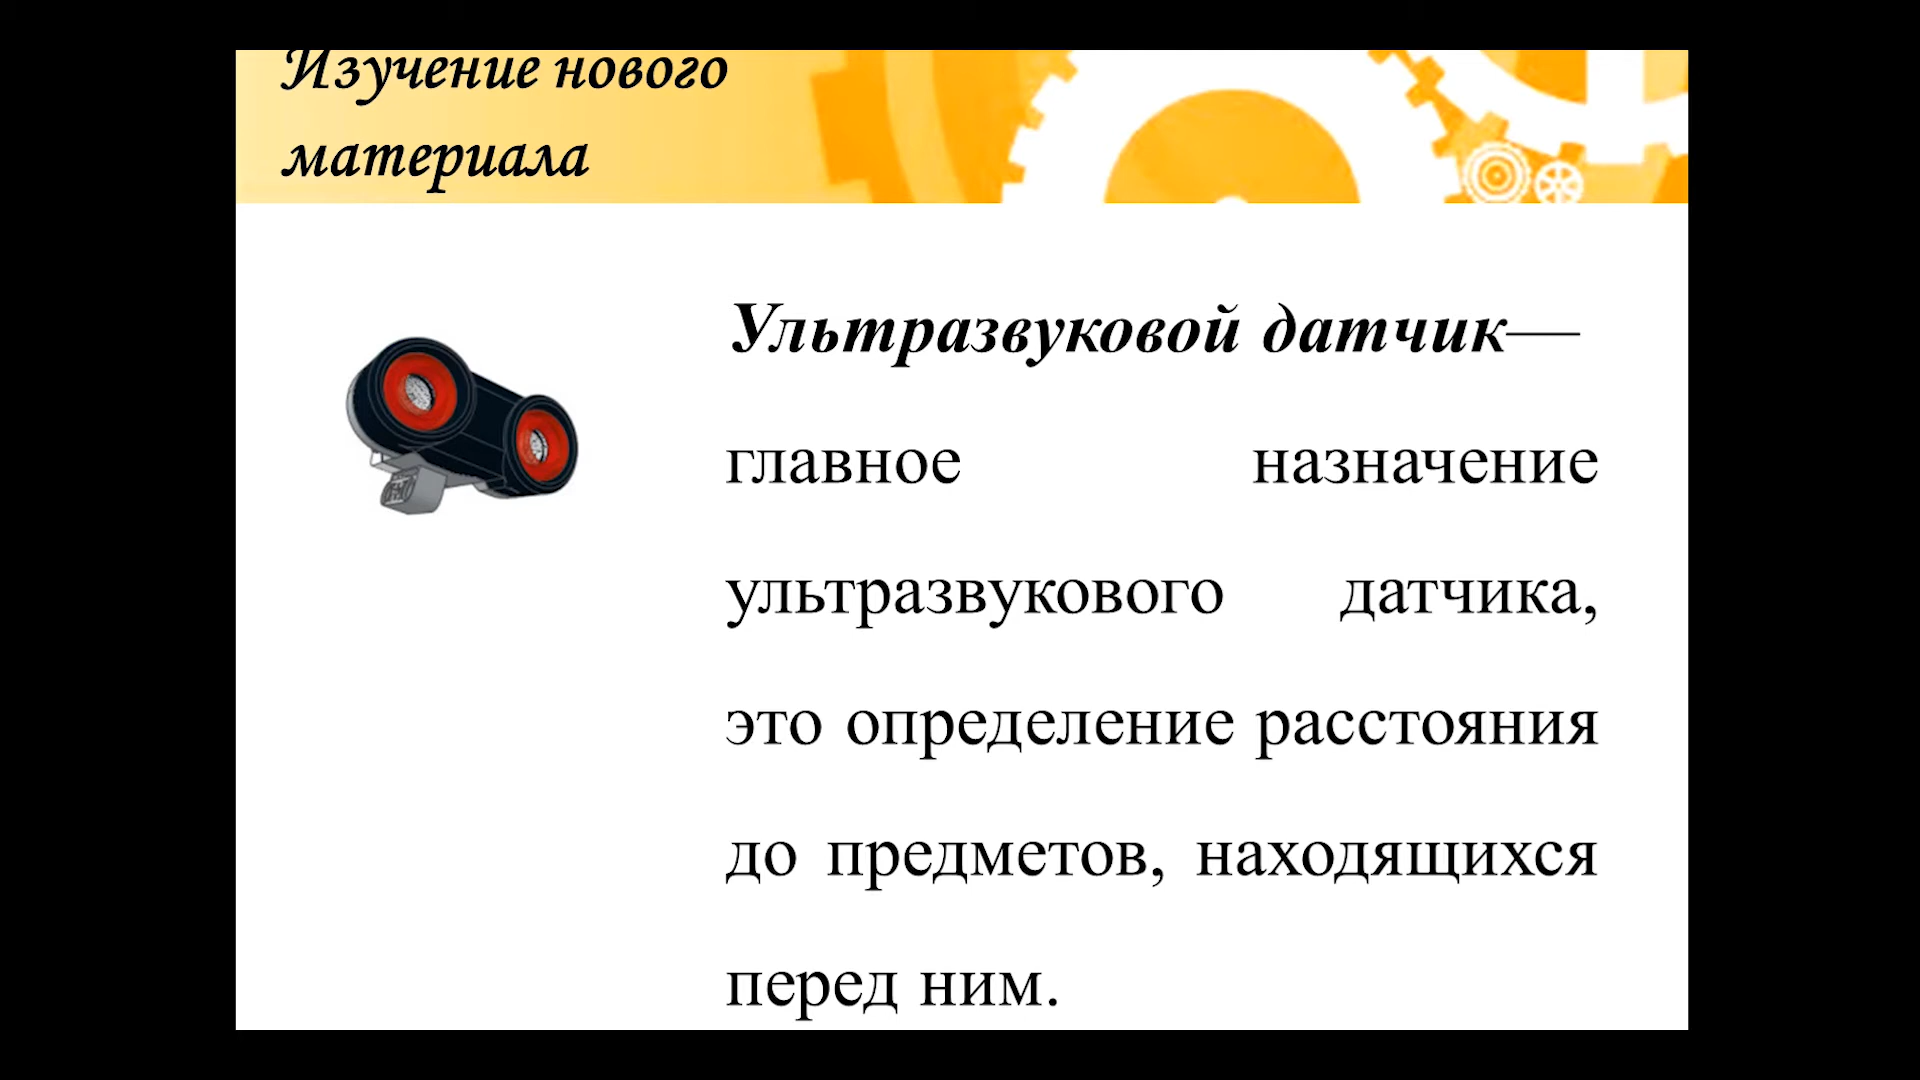 Изучение нового
материала
Ультразвуковой датчик—
главное назначение
ультразвукового датчика,
это определение расстояния
до предметов, находящихся
перед ним.